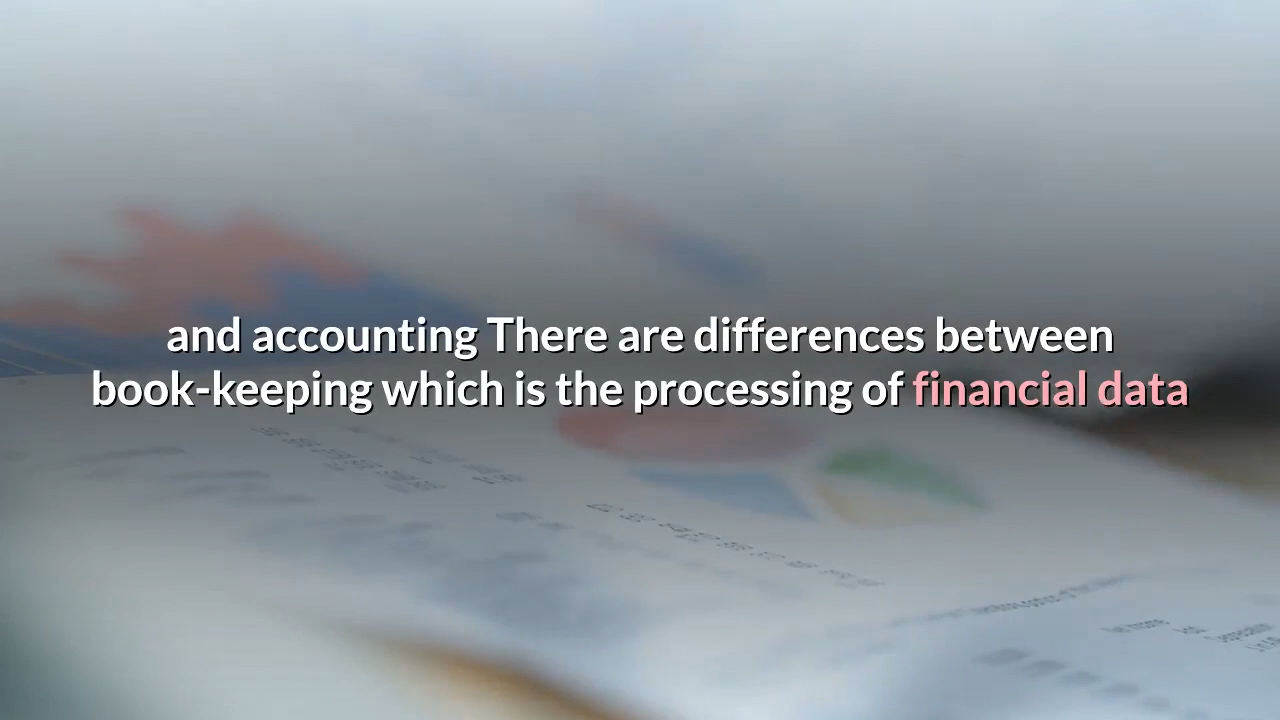 and accounting There are differences between
book-keeping which is the processing of financial data